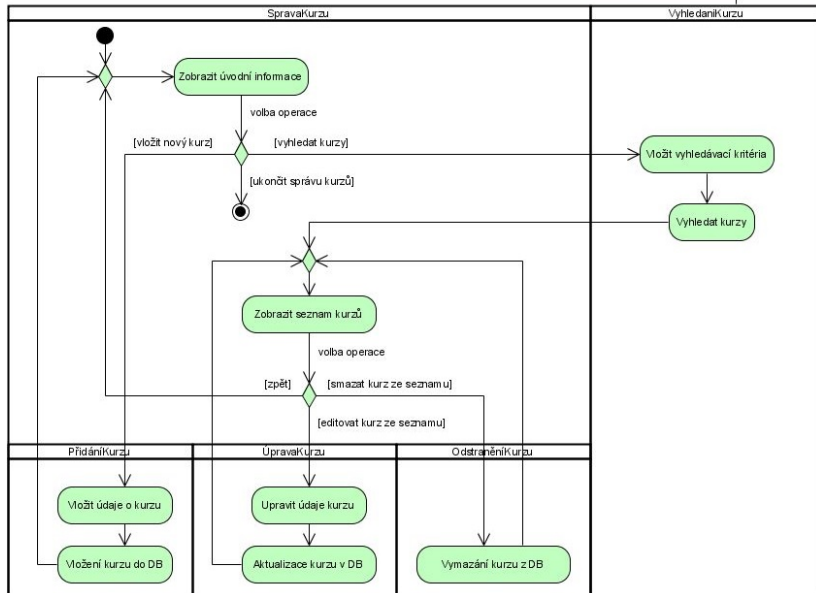 SpravaKurzu
VyhledaniKurzu
Zobrazit úvodní informace
volba operace
[vložit nový kurz]
[vyhledat kurzy]
Vložit vyhledávací kritéria
[ukončit správu kurzů]
Vyhledat kurzy
Zobrazit seznam kurzů
volba operace
[zpět]
[smazat kurz ze seznamu]
[editovat kurz ze seznamu]
PřidáníKurzu
ÚpravaKurzu
OdstraněníKurzu
Vložit údaje o kurzu
Upravit údaje kurzu
Vložení kurzu do DB
Aktualizace kurzu v DB
Vymazání kurzu z DB